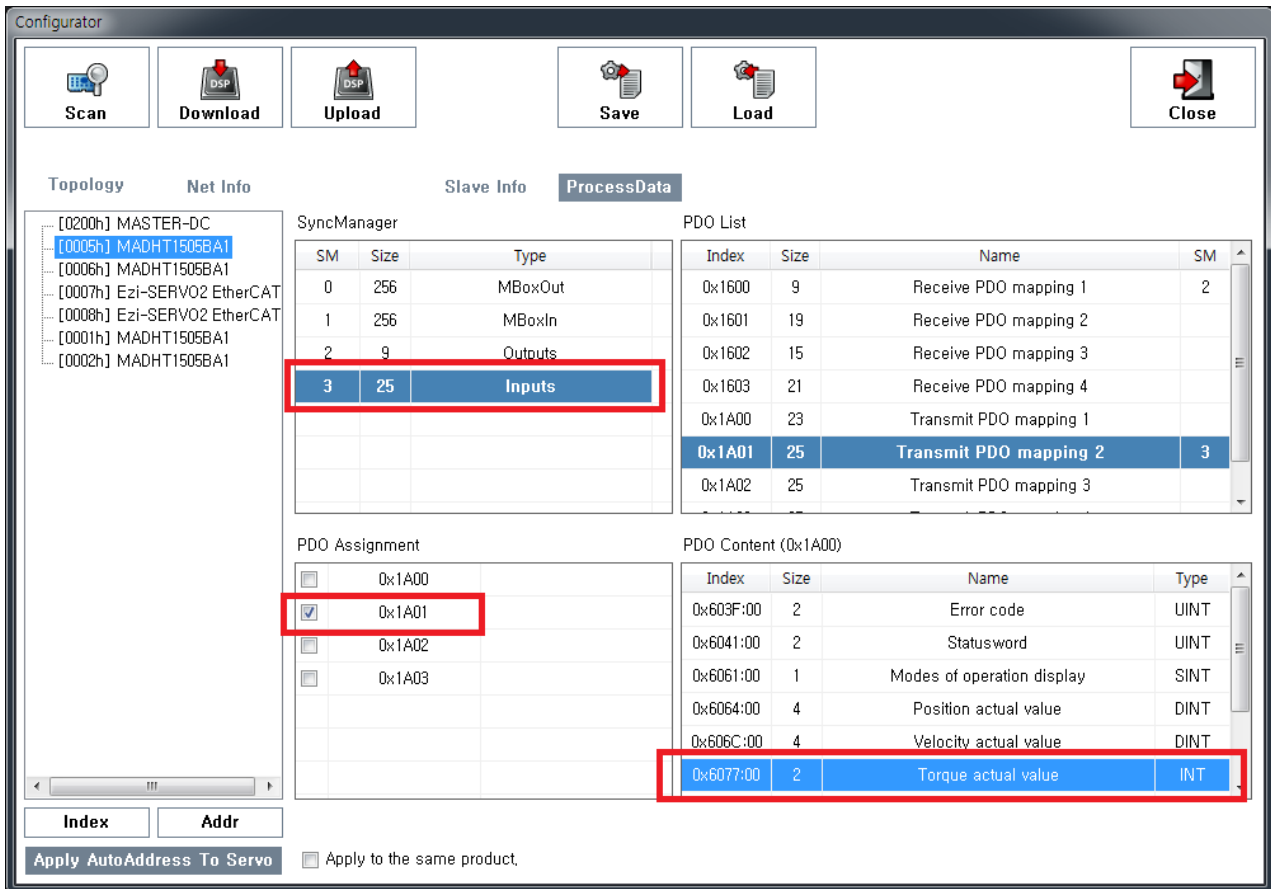 Configurator
Scan Download Upload Save Load Close
DSP DSP
Topology Net Info Slave Info ProcessData
[0200h] MASTER-DC
[0005h] MADHT1505BA1
[0006h] MADHT1505BA1
[0007h] Ezi-SERVO2 EtherCAT
[0008h] Ezi-SERVO2 EtherCAT
[0001h] MADHT1505BA1
[0002h] MADHT1505BA1
Index Addr
Apply AutoAddress To Servo
SyncManager
SM Size Type
0 256 MBoxOut
1 256 MBoxIn
2 9 Outputs
3 25 Inputs
PDO List
Index Size Name SM
0x1600 9 Receive PDO mapping 1 2
0x1601 19 Receive PDO mapping 2
0x1602 15 Receive PDO mapping 3
0x1603 21 Receive PDO mapping 4
0x1A00 23 Transmit PDO mapping 1
0x1A01 25 Transmit PDO mapping 2 3
0x1A02 25 Transmit PDO mapping 3
PDO Assignment
0x1A00
0x1A01
0x1A02
0x1A03
PDO Content (0x1A00)
Index Size Name Type
0x603F:00 2 Error code UINT
0x6041:00 2 Statusword UINT
0x6061:00 1 Modes of operation display SINT
0x6064:00 4 Position actual value DINT
0x606C:00 4 Velocity actual value DINT
0x6077:00 2 Torque actual value INT
Apply to the same product,